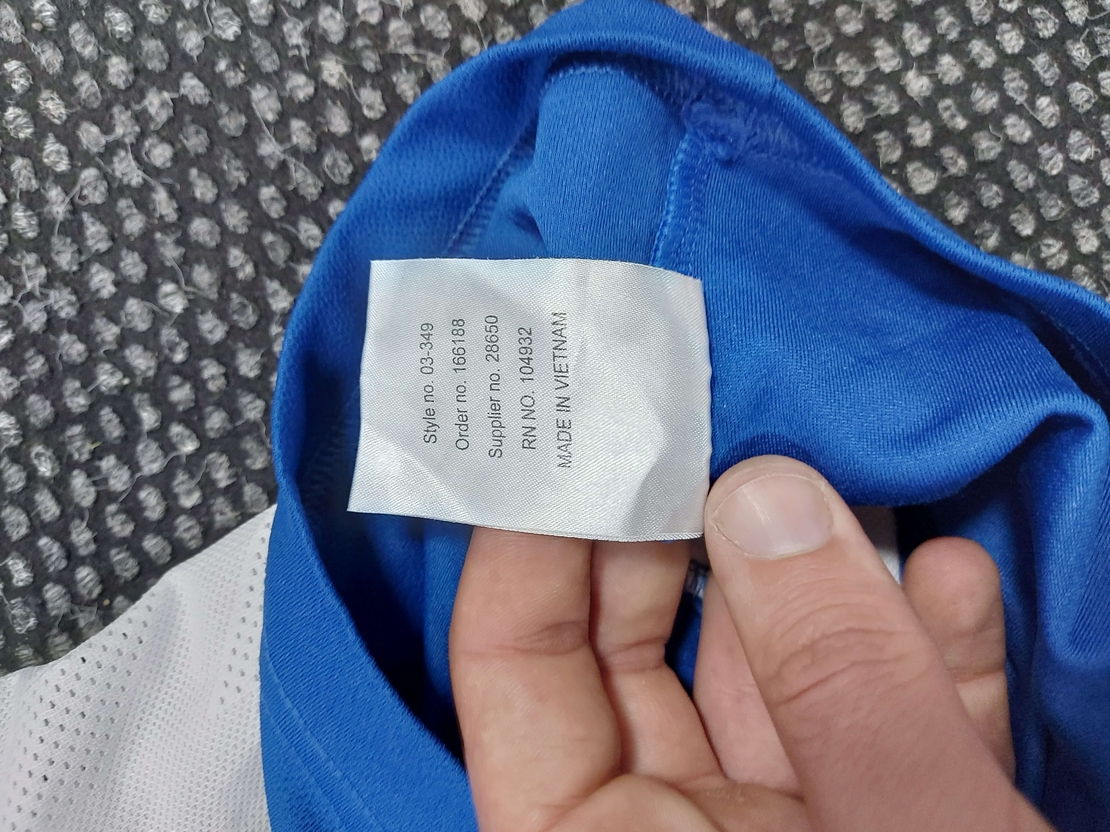 Style no. 03-349
Order no. 166188
Supplier no. 28650
RN NO. 104932
MADE IN VIETNAM